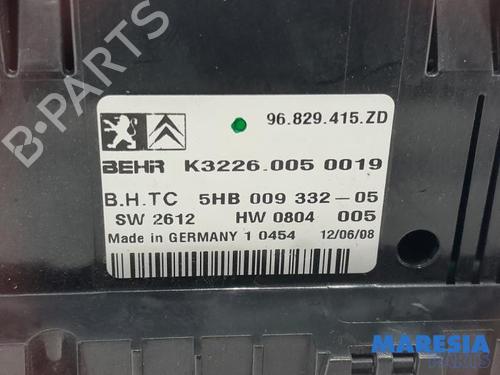 B-PARTS
96.829.415.ZD
BEHR K3226.005 0019
B.H.TC 5HB 009 332-05
SW 2612 HW 0804 005
Made in GERMANY 1 0454 12/06/08
MARESIA
PARTS